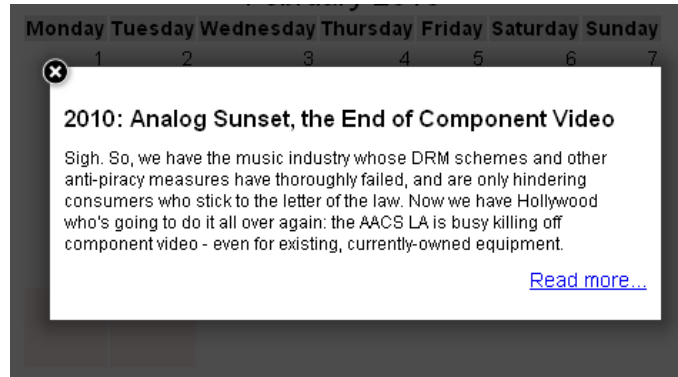 February 2010
Monday Tuesday Wednesday Thursday Friday Saturday Sunday
1 2 3 4 5 6 7
2010: Analog Sunset, the End of Component Video
Sigh. So, we have the music industry whose DRM schemes and other
anti-piracy measures have thoroughly failed, and are only hindering
consumers who stick to the letter of the law. Now we have Hollywood
who's going to do it all over again: the AACS LA is busy killing off
component video - even for existing, currently-owned equipment.
Read more...